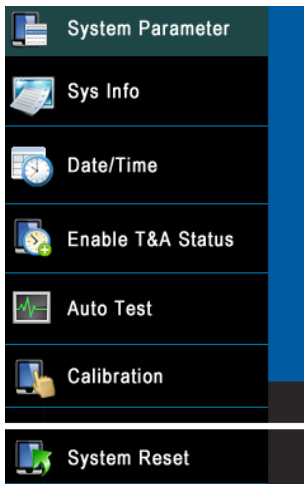 System Parameter
Sys Info
Date/Time
Enable T&A Status
Auto Test
Calibration
System Reset